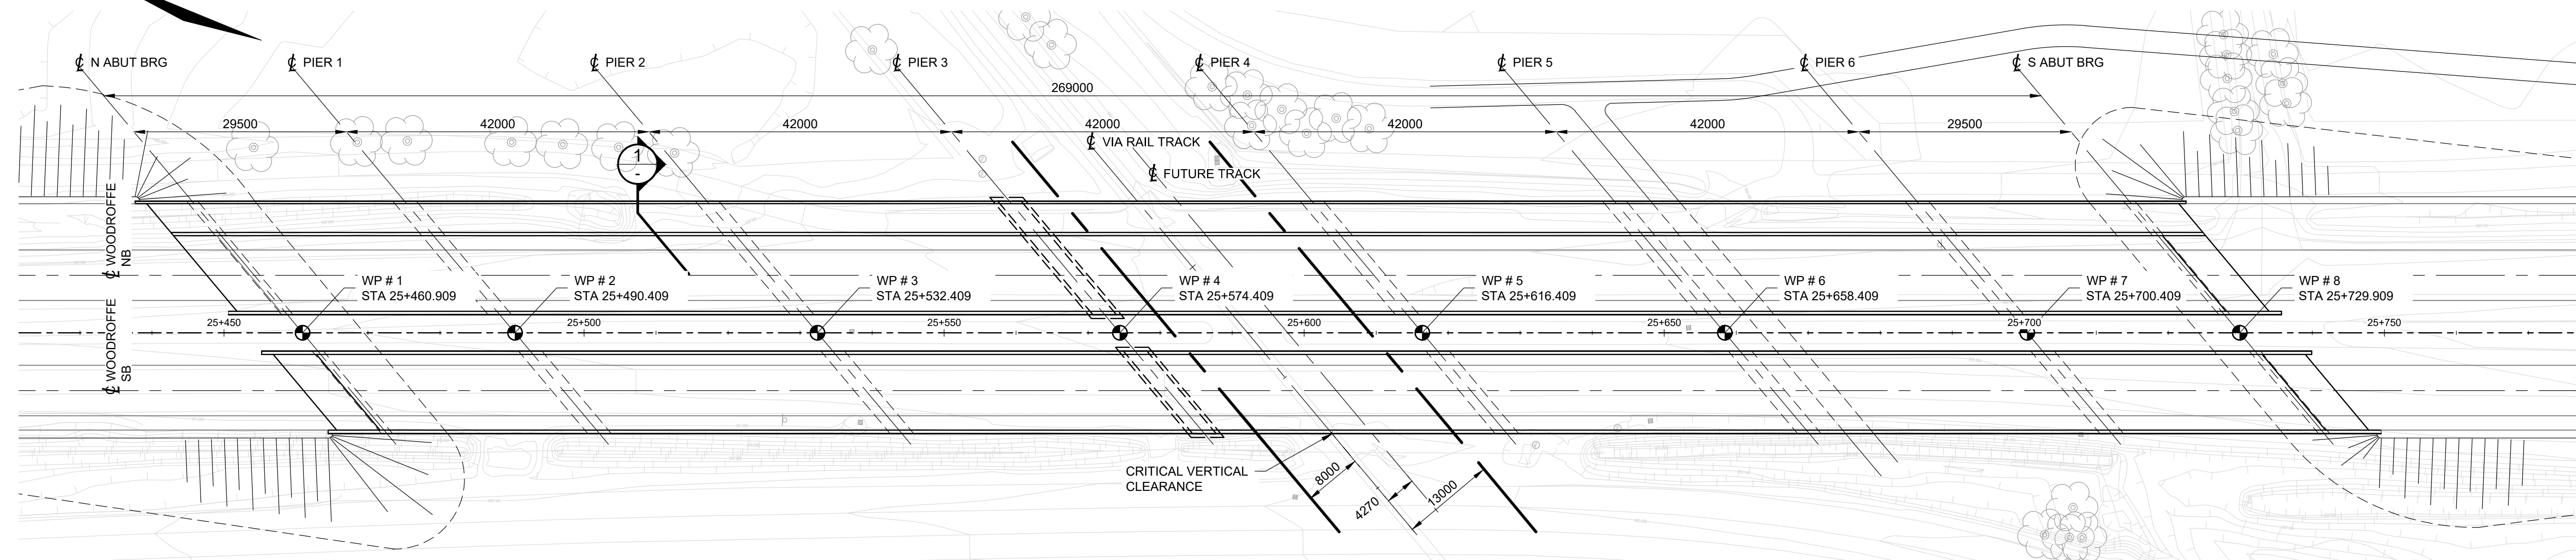 ℄ N ABUT BRG
℄ PIER 1
℄ PIER 2
℄ PIER 3
℄ PIER 4
℄ PIER 5
℄ PIER 6
℄ S ABUT BRG
269000
29500
42000
42000
42000
42000
42000
29500
1
-
℄ VIA RAIL TRACK
℄ FUTURE TRACK
℄ WOODROFFE
NB
WP # 1
STA 25+460.909
WP # 2
STA 25+490.409
WP # 3
STA 25+532.409
WP # 4
STA 25+574.409
WP # 5
STA 25+616.409
WP # 6
STA 25+658.409
WP # 7
STA 25+700.409
WP # 8
STA 25+729.909
25+450
25+500
25+550
25+600
25+650
25+700
25+750
℄ WOODROFFE
SB
CRITICAL VERTICAL
CLEARANCE
8000
4270
13000